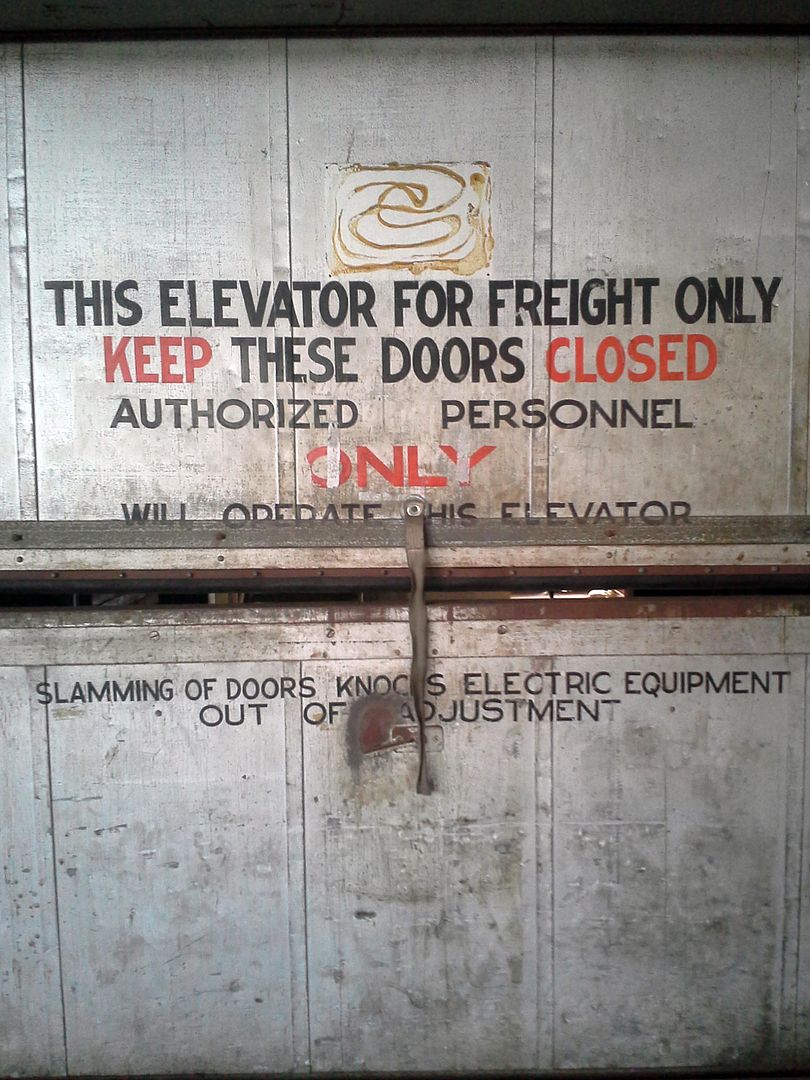 THIS ELEVATOR FOR FREIGHT ONLY
KEEP THESE DOORS CLOSED
AUTHORIZED PERSONNEL
ONLY
WILL OPERATE THIS ELEVATOR
SLAMMING OF DOORS KNOCKS ELECTRIC EQUIPMENT
OUT OF ADJUSTMENT